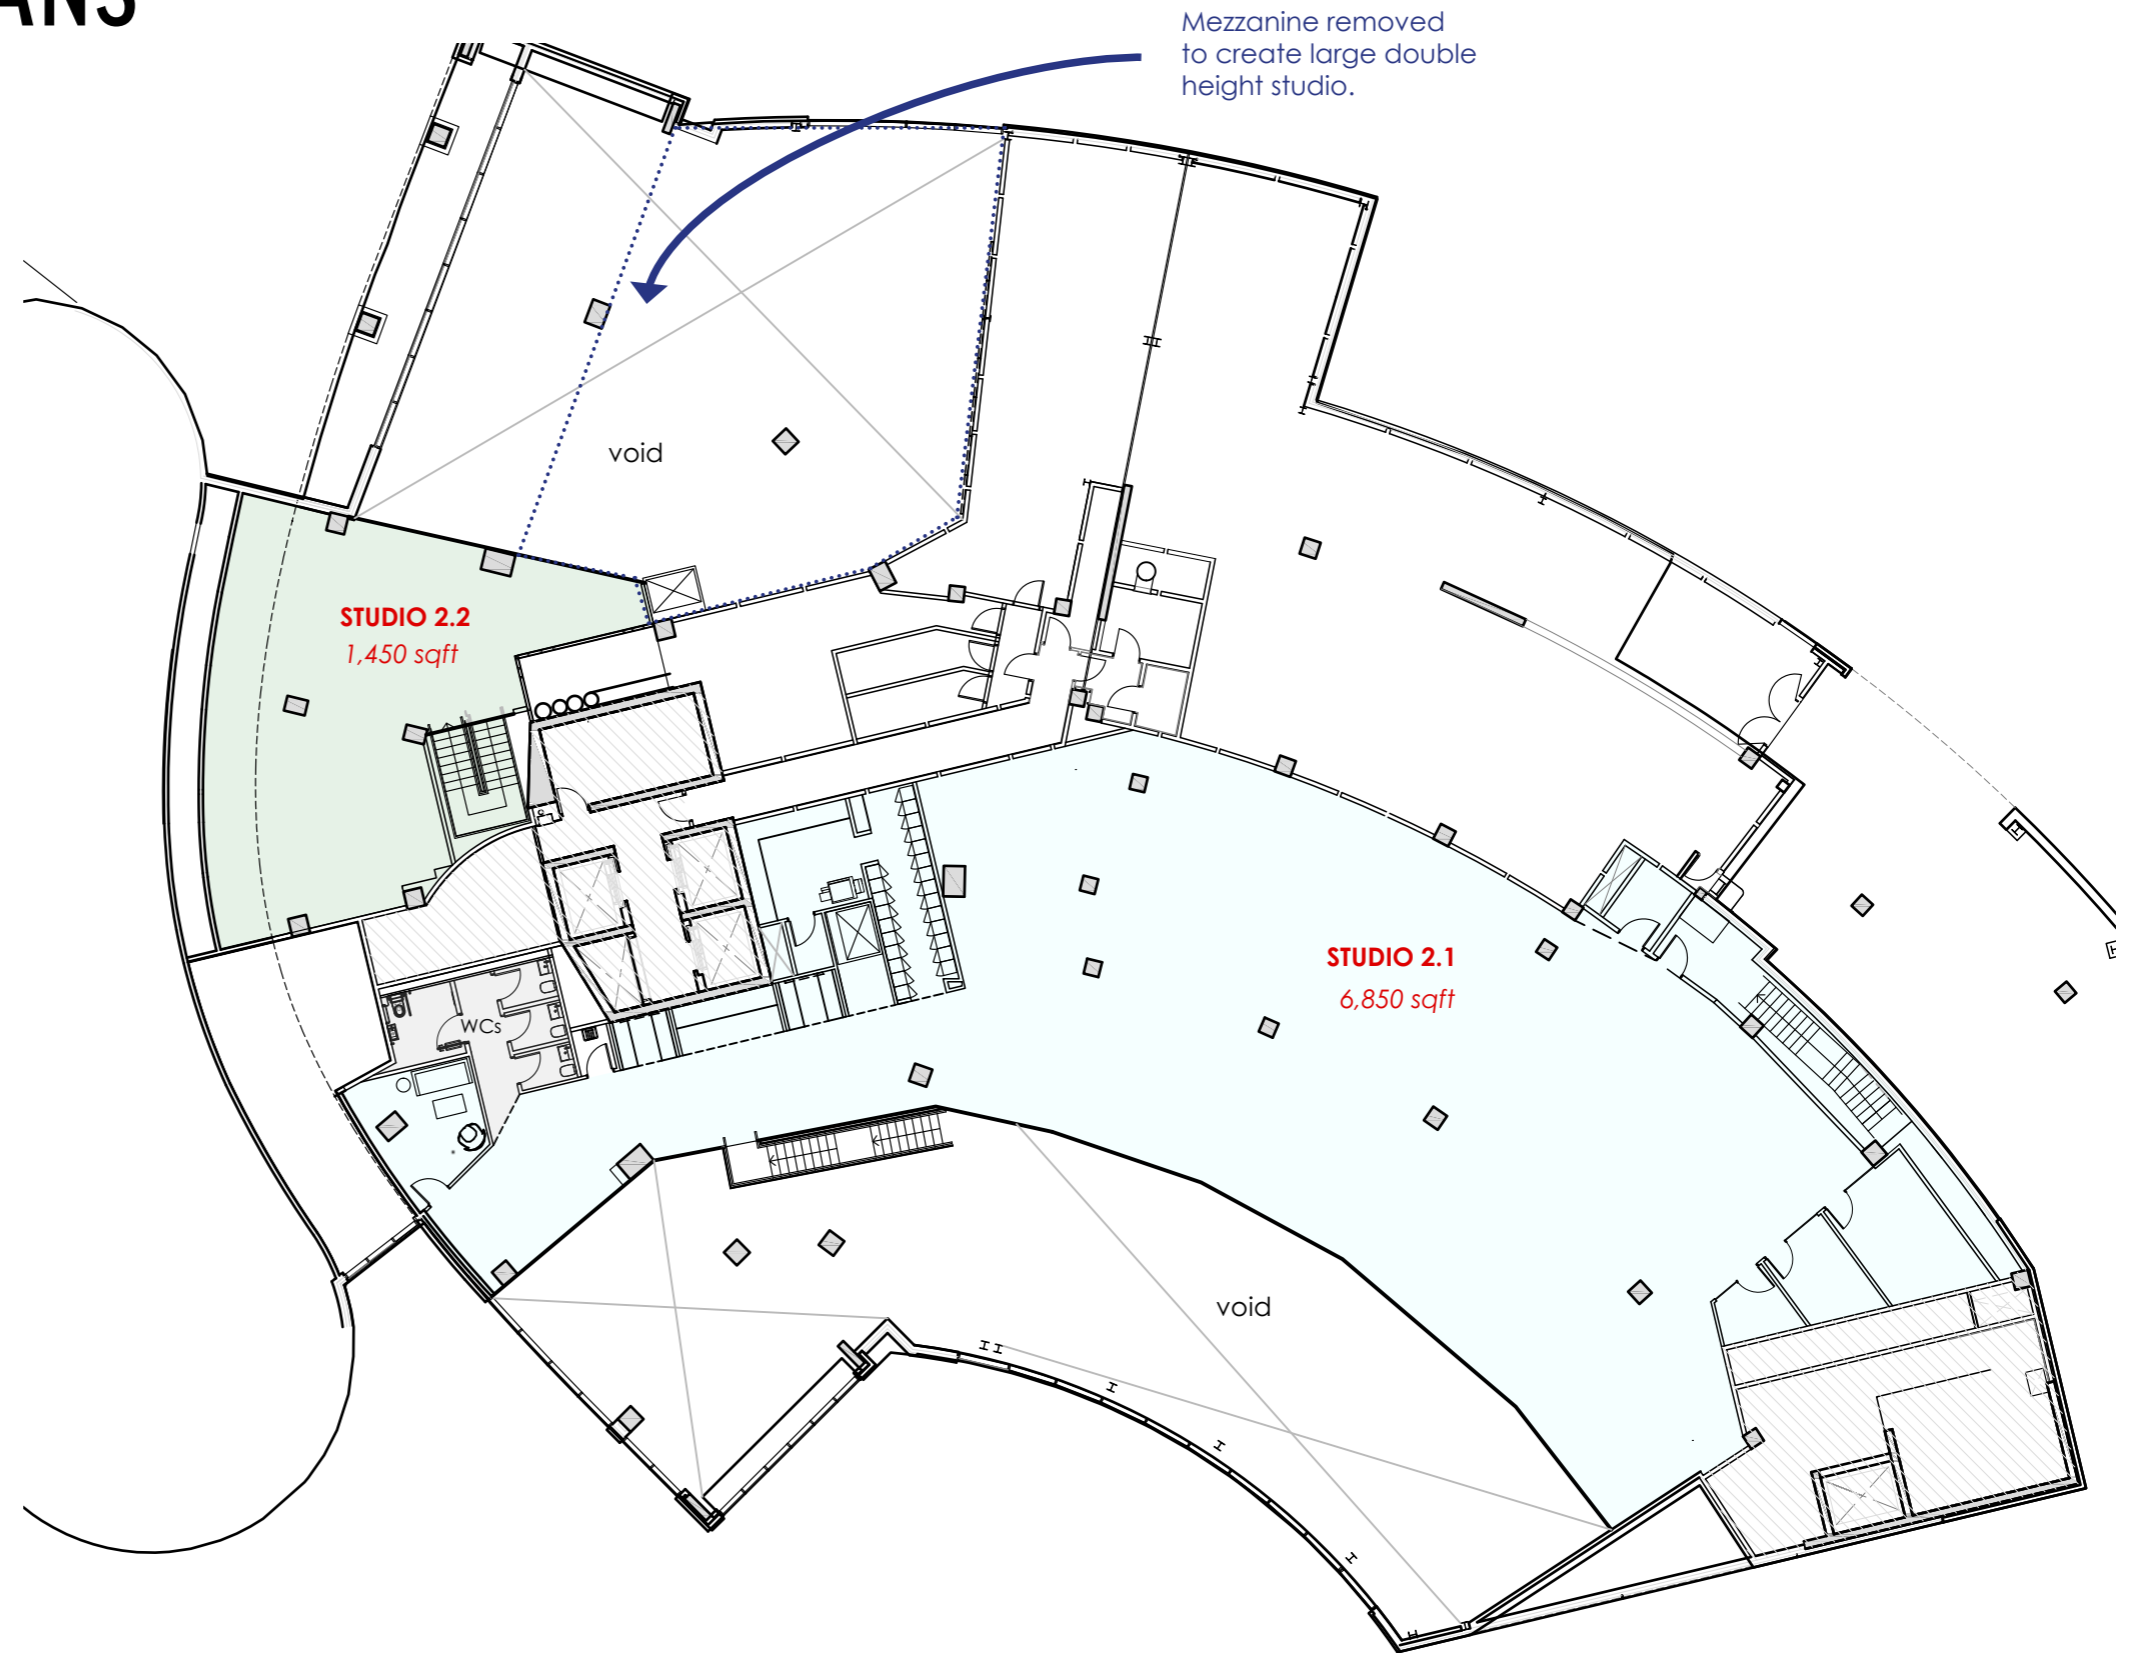 Mezzanine removed
to create large double
height studio.
void
STUDIO 2.2
1,450 sqft
STUDIO 2.1
6,850 sqft
WCs
void